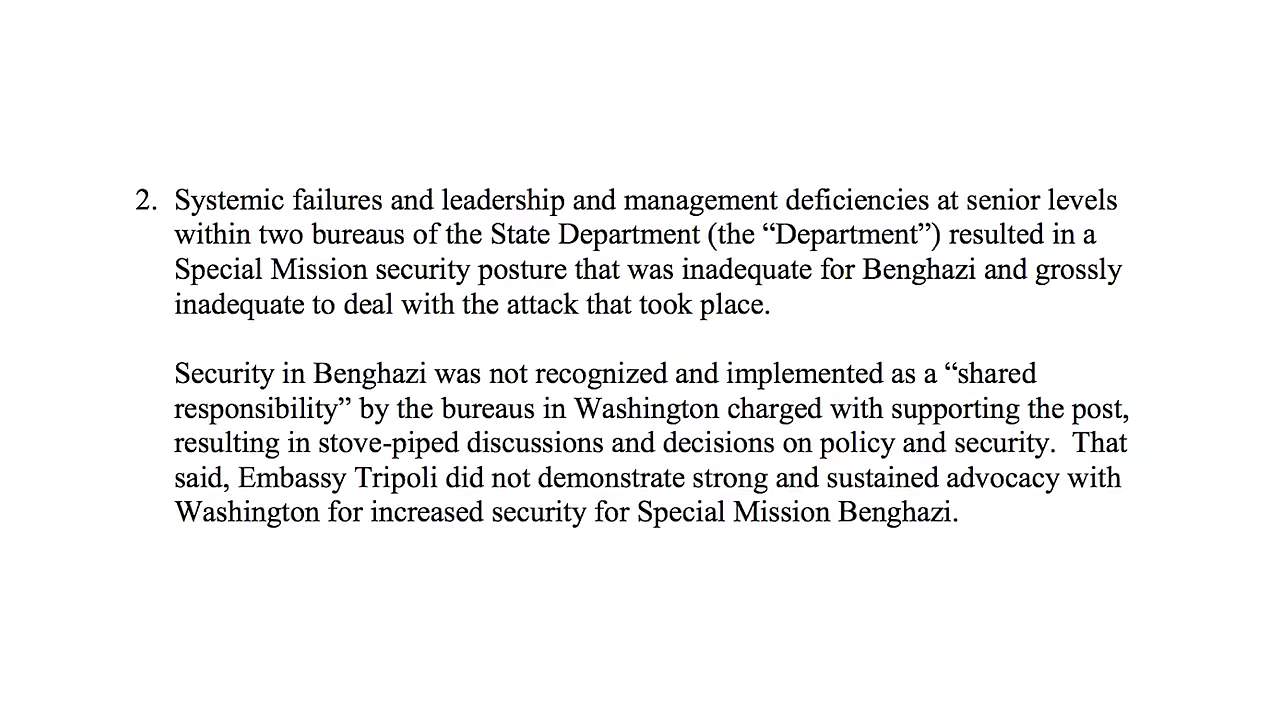 2. Systemic failures and leadership and management deficiencies at senior levels
within two bureaus of the State Department (the “Department”) resulted in a
Special Mission security posture that was inadequate for Benghazi and grossly
inadequate to deal with the attack that took place.
Security in Benghazi was not recognized and implemented as a “shared
responsibility” by the bureaus in Washington charged with supporting the post,
resulting in stove-piped discussions and decisions on policy and security.  That
said, Embassy Tripoli did not demonstrate strong and sustained advocacy with
Washington for increased security for Special Mission Benghazi.